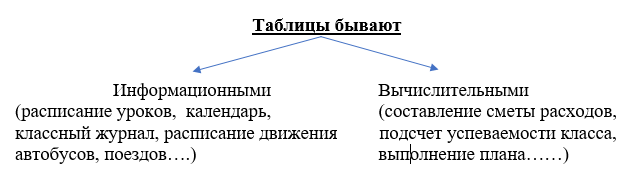 Таблицы бывают
Информационными
(расписание уроков, календарь,
классный журнал, расписание движения
автобусов, поездов….)
Вычислительными
(составление сметы расходов,
подсчет успеваемости класса,
выполнение плана……)